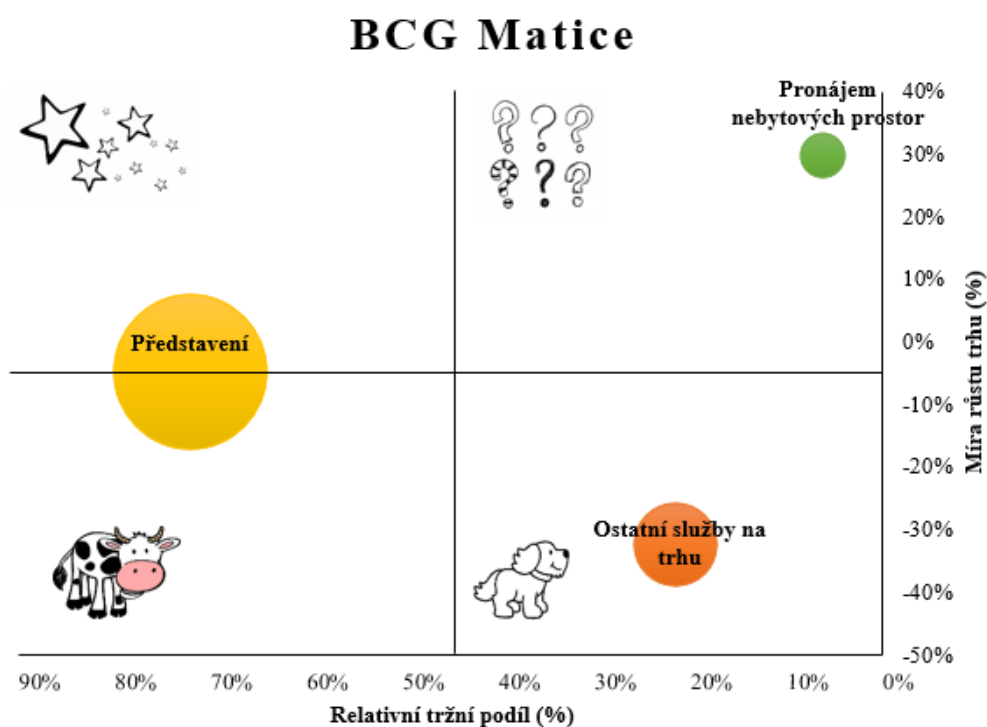 BCG Matice
Pronájem
nebytových prostor
40%
30%
20%
10%
Představení
0%
-10%
-20%
Ostatní služby na
trhu
-30%
-40%
-50%
Míra růstu trhu (%)
90% 80% 70% 60% 50% 40% 30% 20% 10% 0%
Relativní tržní podíl (%)